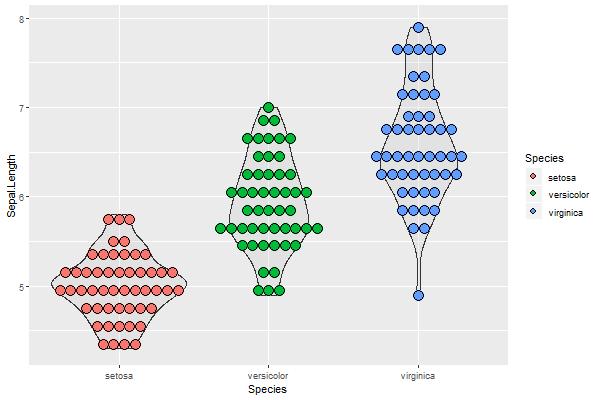 8
7
6
5
Sepal.Length
setosa
versicolor
virginica
Species
Species
setosa
versicolor
virginica